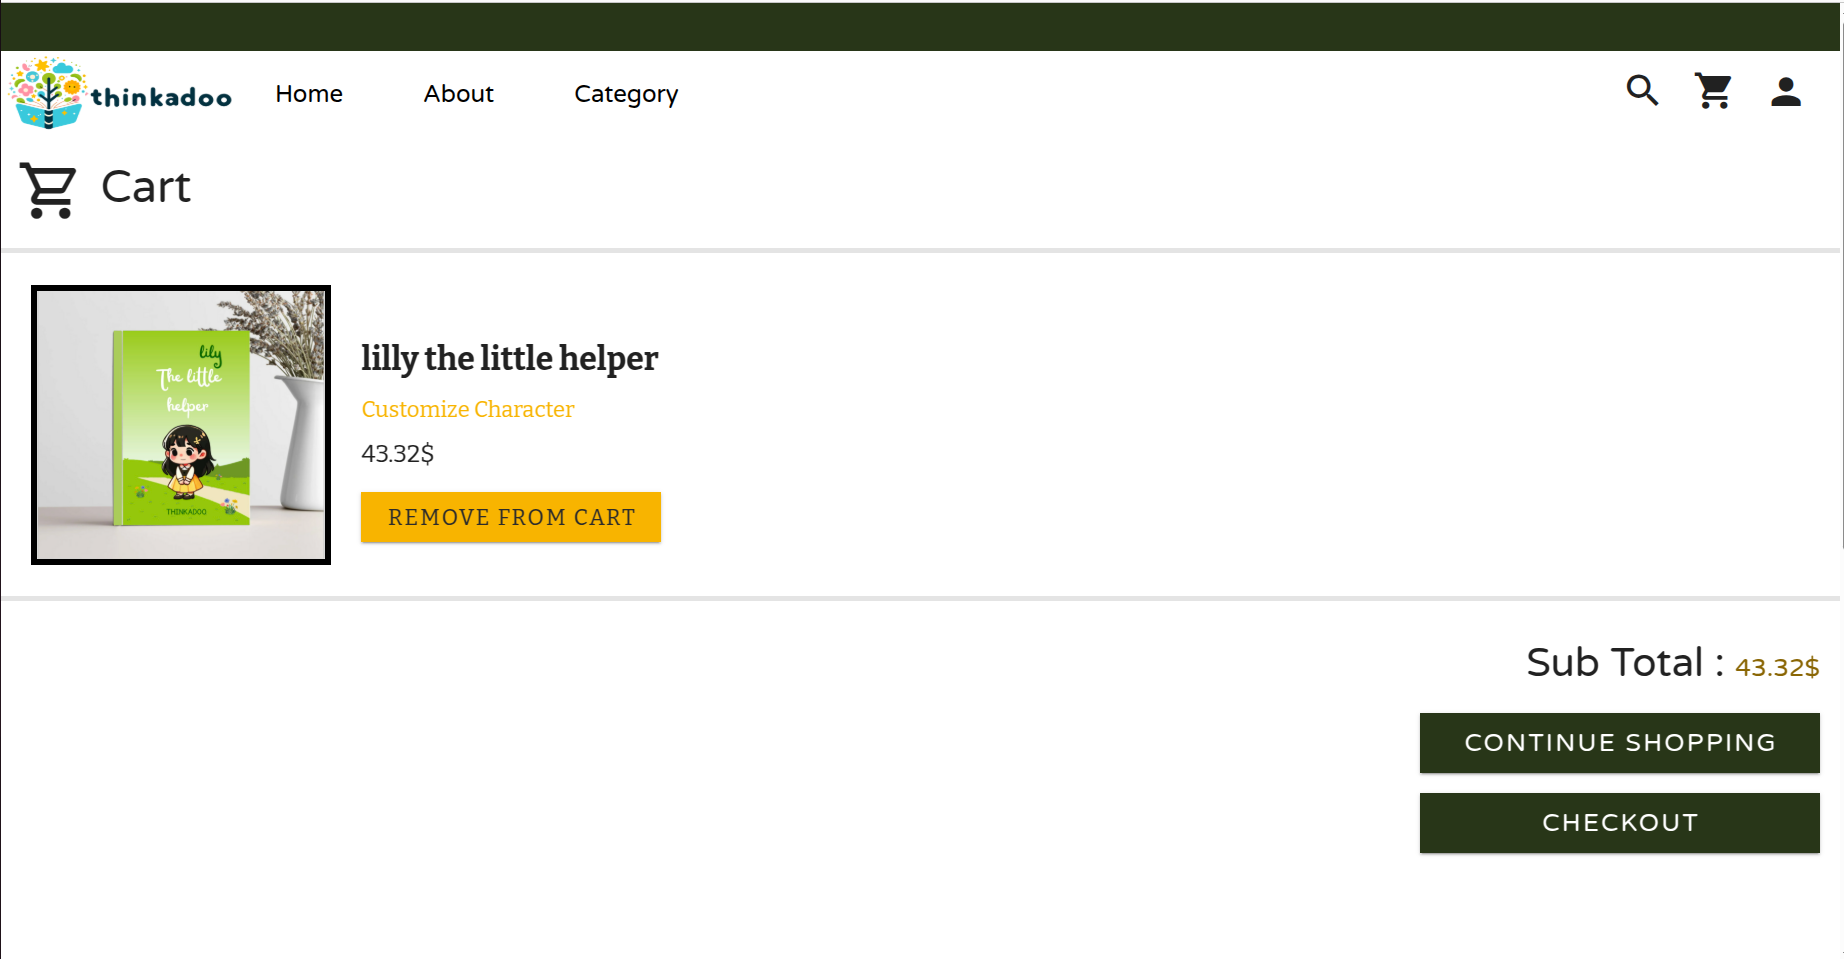 thinkadoo
Home
About
Category
Cart
lily
The little
helper
THINKADOO
lilly the little helper
Customize Character
43.32$
REMOVE FROM CART
Sub Total : 43.32$
CONTINUE SHOPPING
CHECKOUT